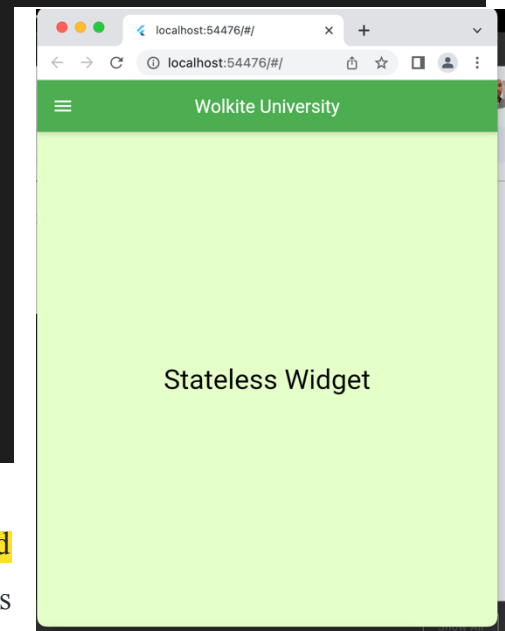 localhost:54476/#/
localhost:54476/#/
Wolkite University
Stateless Widget
d
s